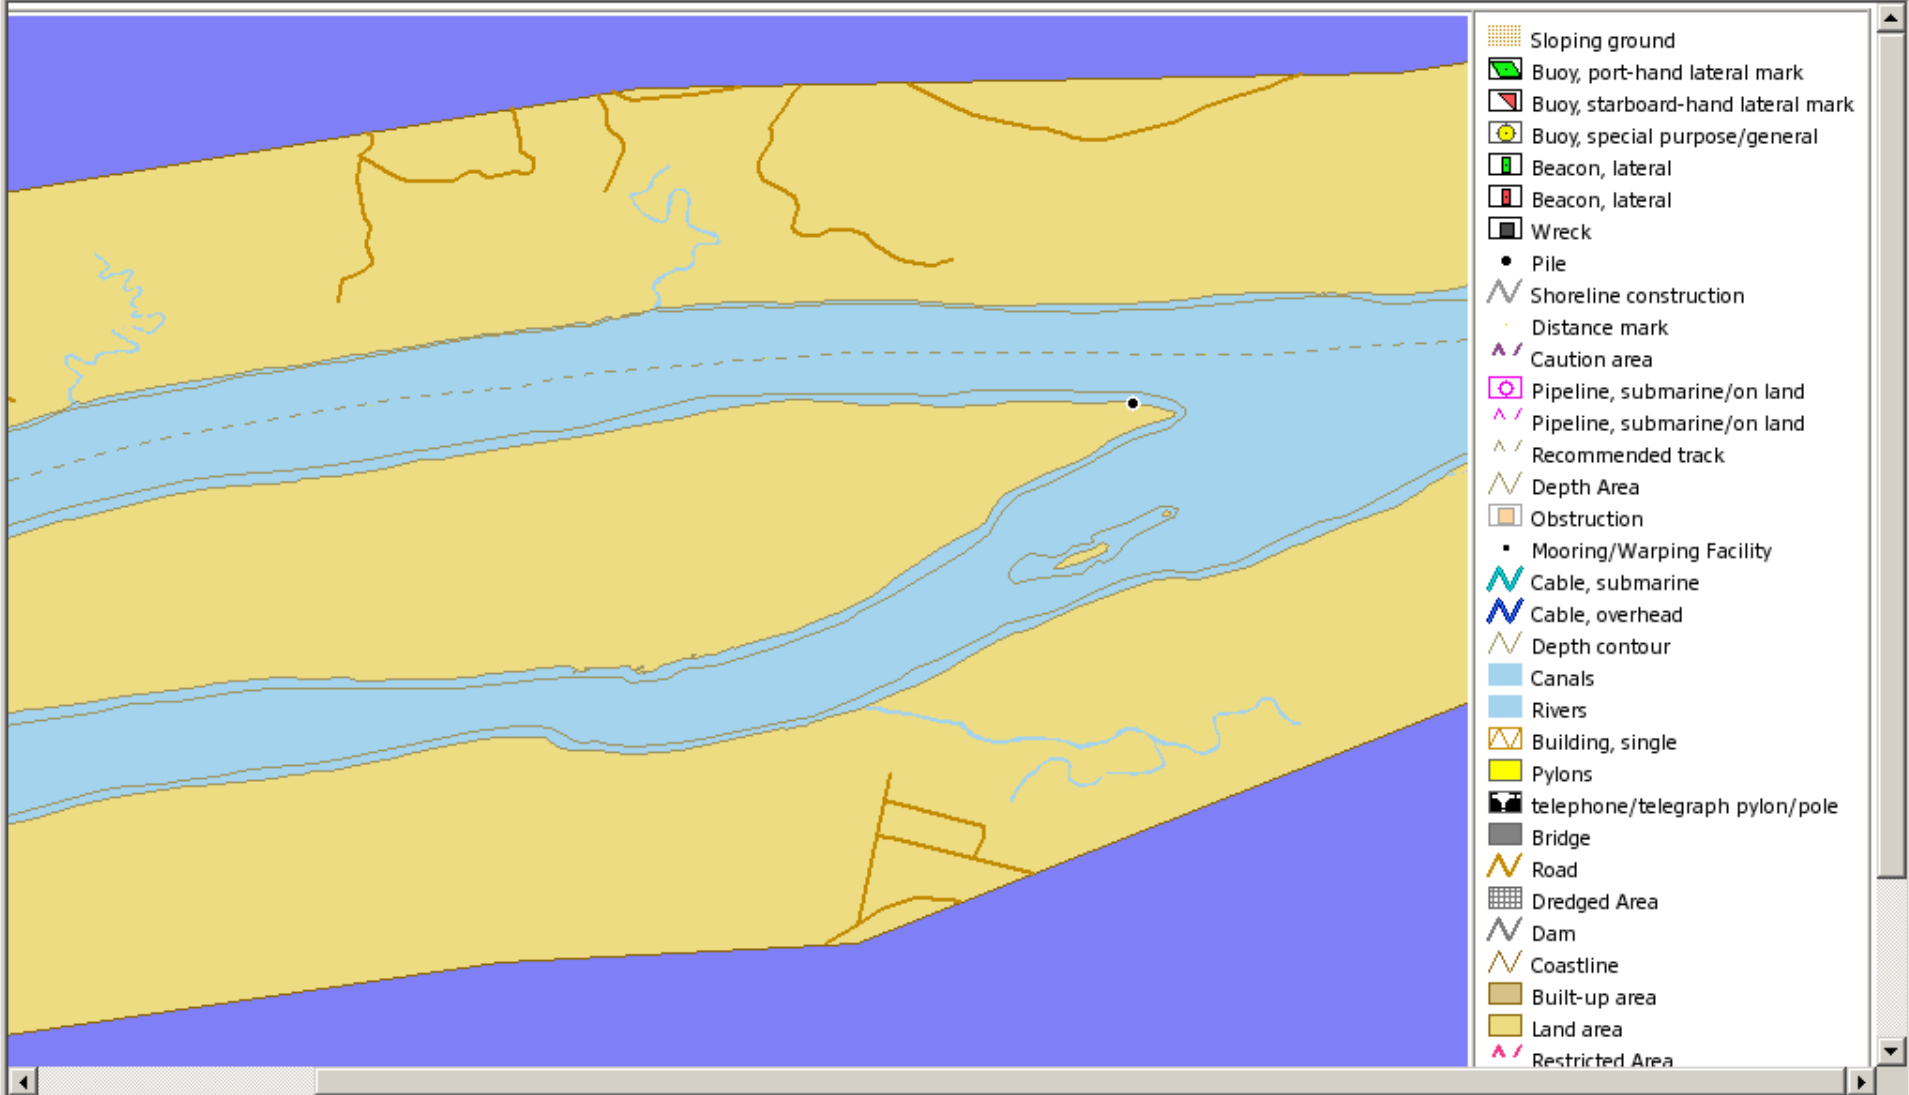 Sloping ground
Buoy, port-hand lateral mark
Buoy, starboard-hand lateral mark
Buoy, special purpose/general
Beacon, lateral
Beacon, lateral
Wreck
Pile
Shoreline construction
Distance mark
Caution area
Pipeline, submarine/on land
Pipeline, submarine/on land
Recommended track
Depth Area
Obstruction
Mooring/Warping Facility
Cable, submarine
Cable, overhead
Depth contour
Canals
Rivers
Building, single
Pylons
telephone/telegraph pylon/pole
Bridge
Road
Dredged Area
Dam
Coastline
Built-up area
Land area
Restricted Area